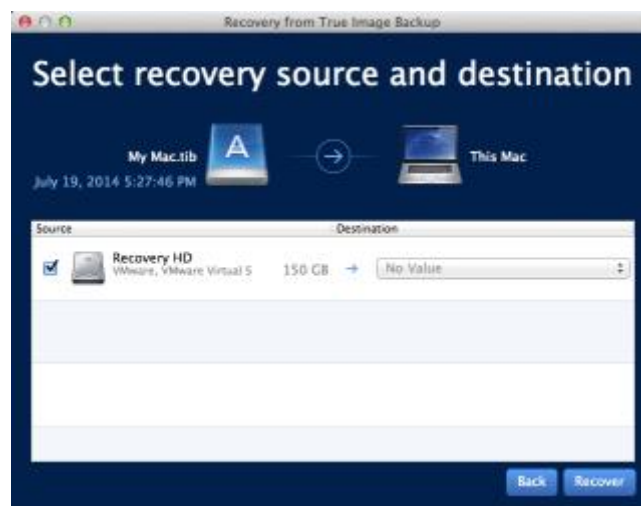 Recovery from True Image Backup
Select recovery source and destination
My Mac.tib
July 19, 2014 5:27:46 PM
This Mac
Source Destination
Recovery HD
VMware, VMware Virtual S 150 GB No Value
Back Recover